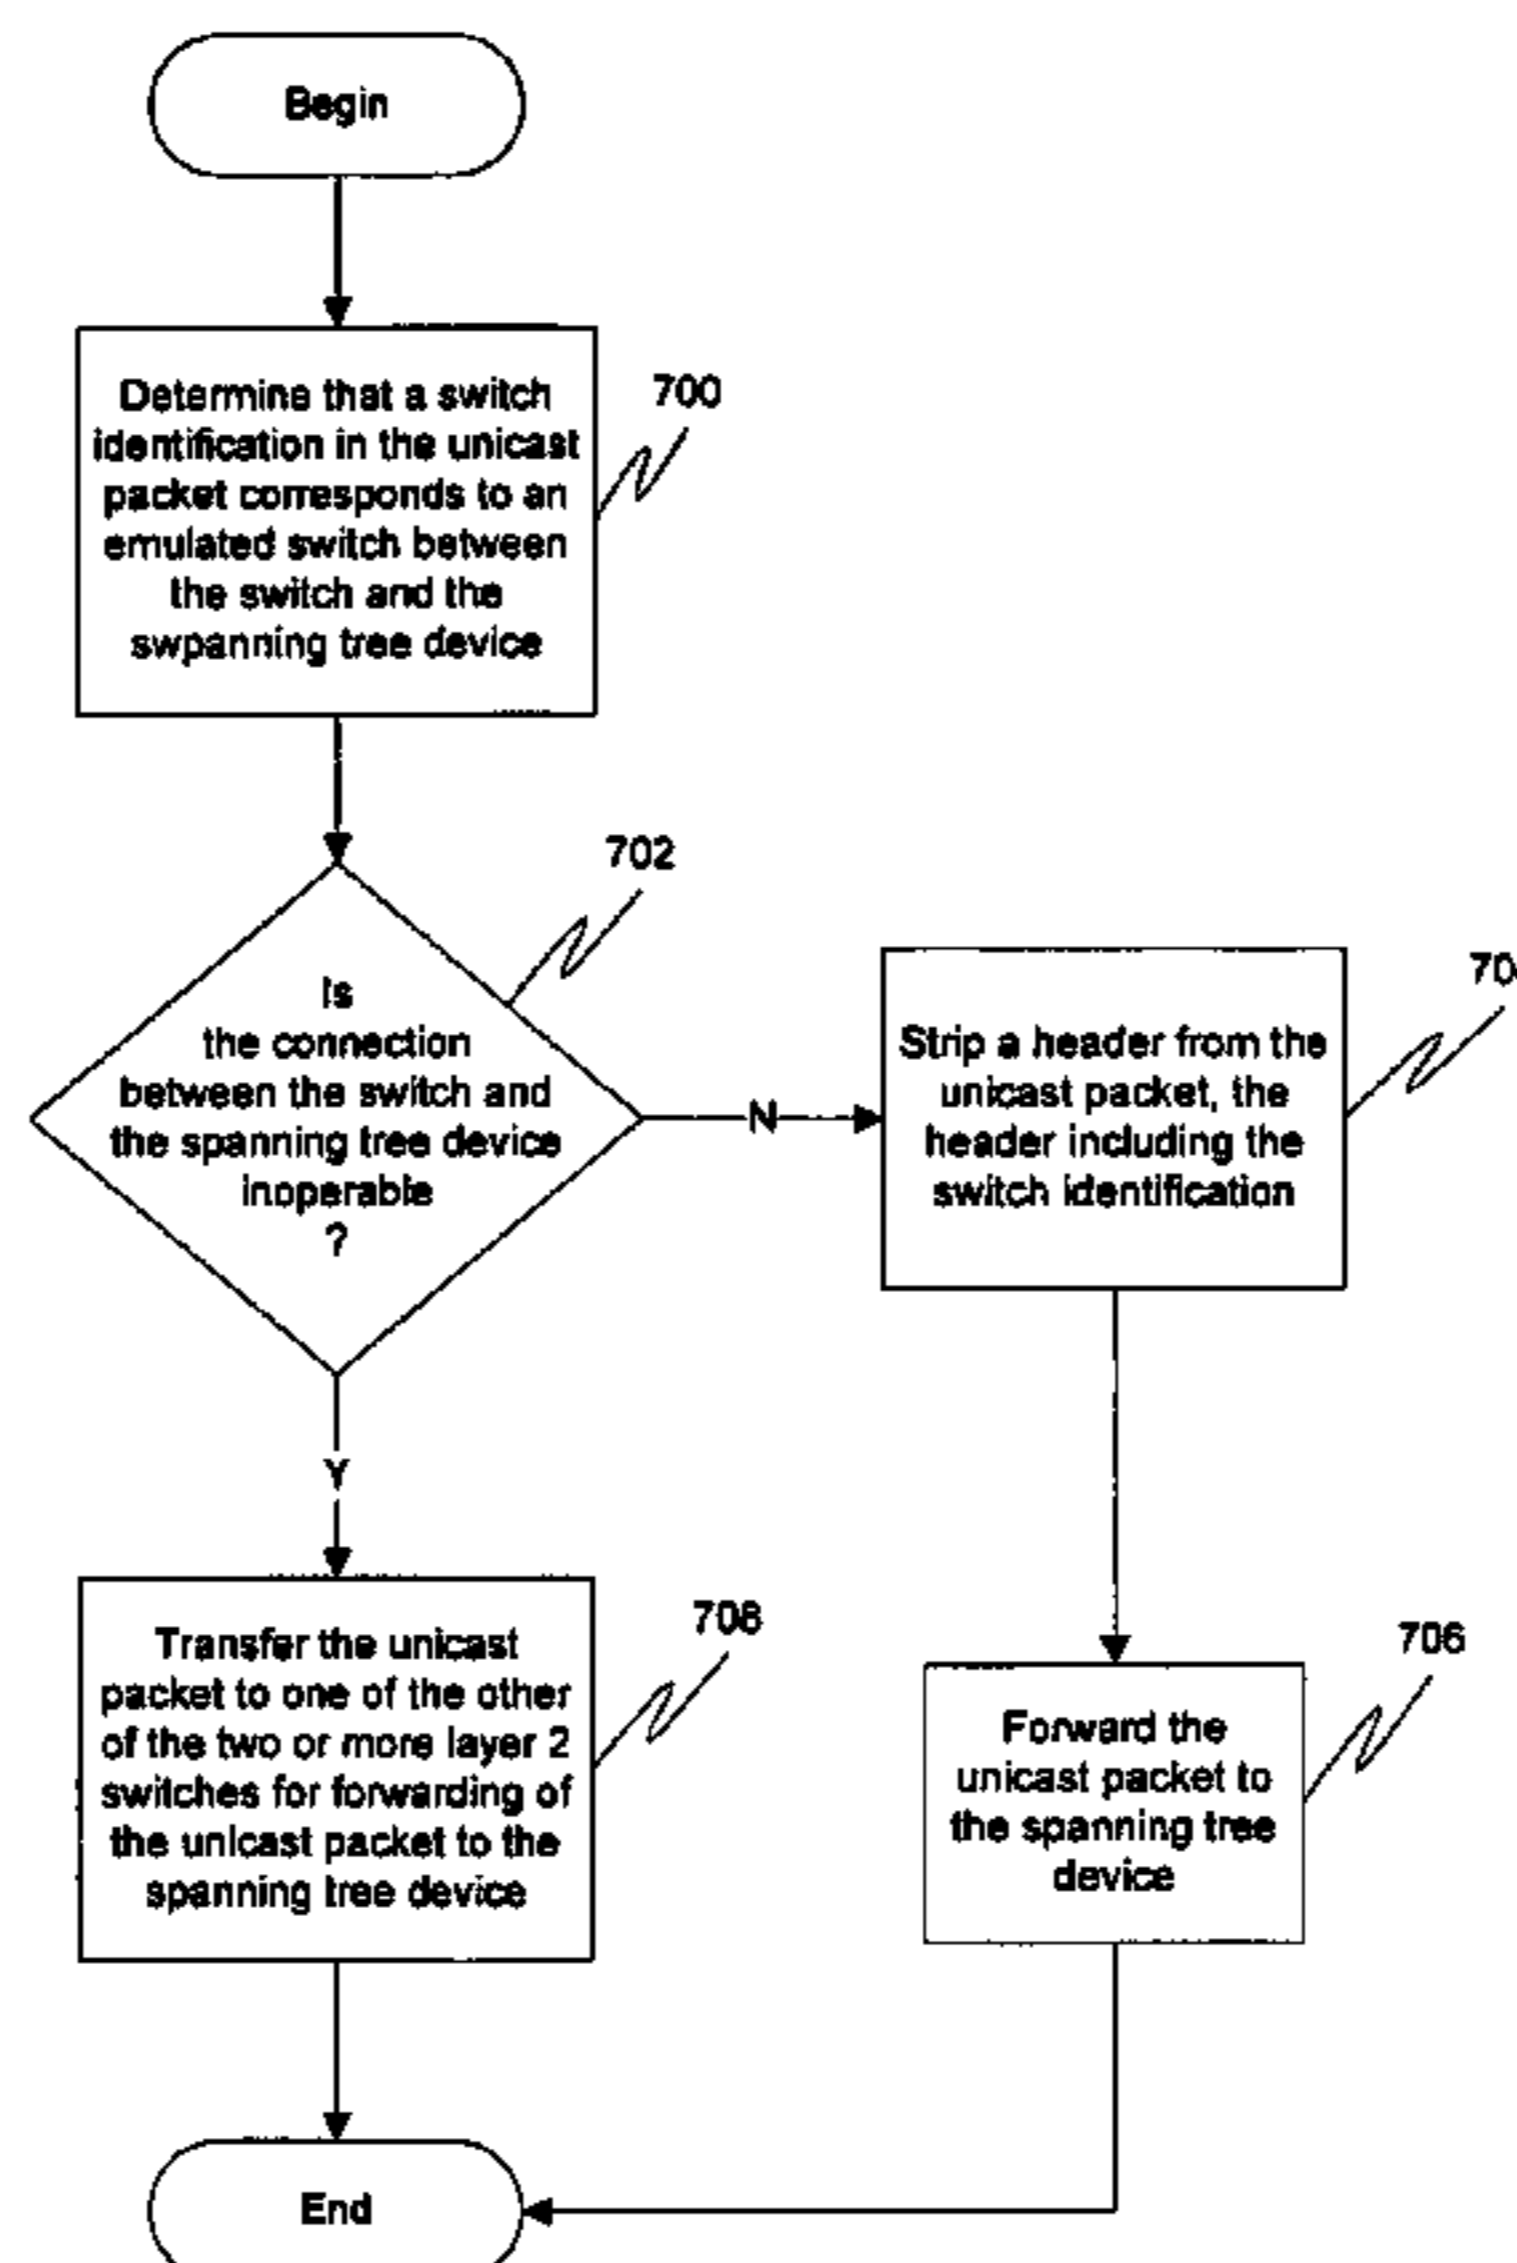 Begin
Determine that a switch
identification in the unicast
packet corresponds to an
emulated switch between
the switch and the
swpanning tree device
700
702
Is
the connection
between the switch and
the spanning tree device
inoperable
?
N
Strip a header from the
unicast packet, the
header including the
switch identification
Y
Transfer the unicast
packet to one of the other
of the two or more layer 2
switches for forwarding of
the unicast packet to the
spanning tree device
708
Forward the
unicast packet to
the spanning tree
device
706
End